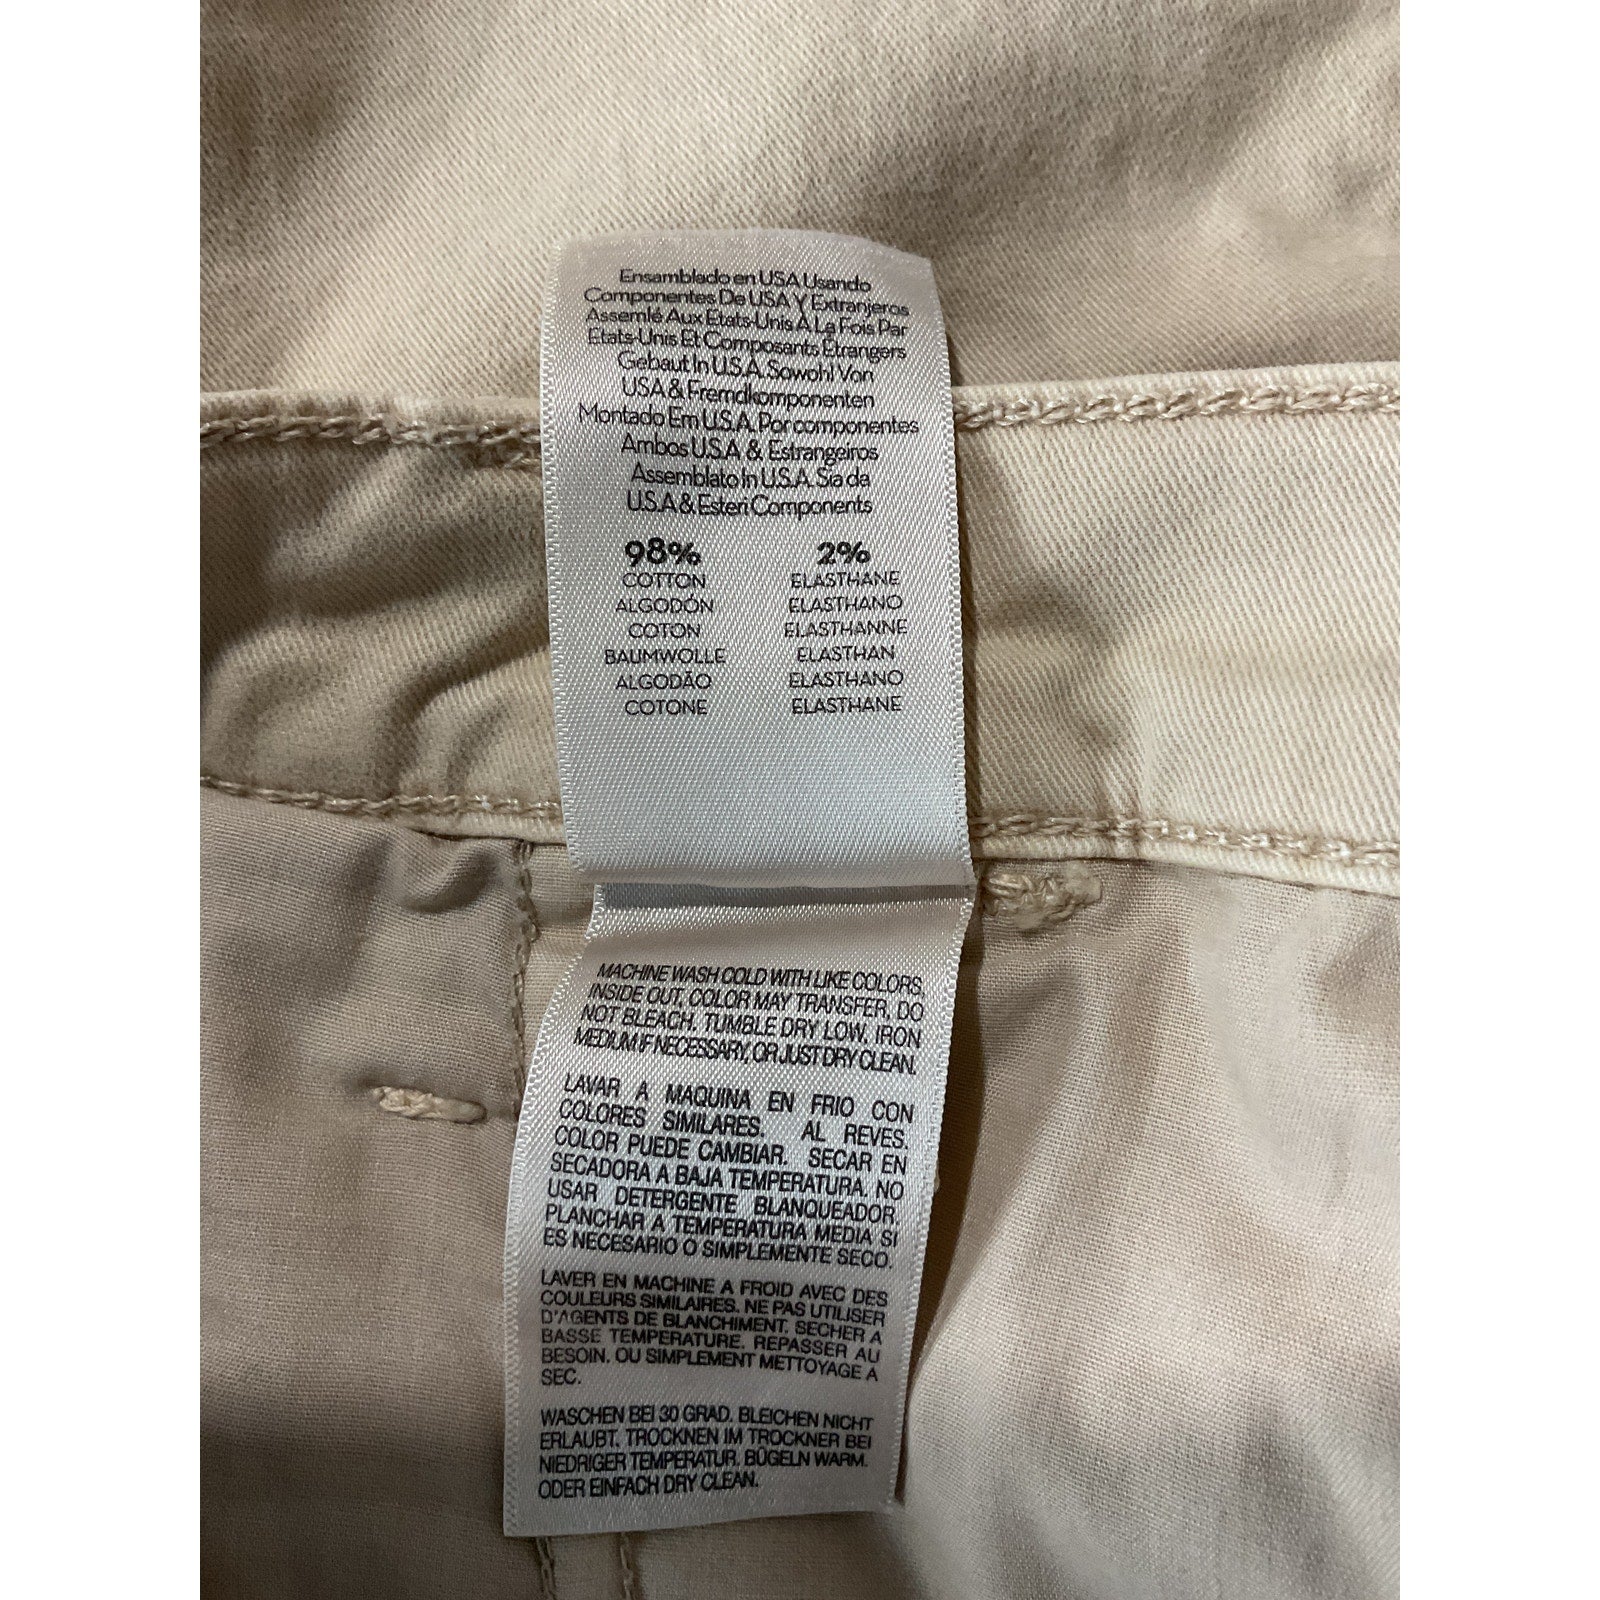 Ensamblado en USA Usando
Componentes De USA Y Extranjeros
Assemlé Aux Etats-Unis À La Fois Par
Etats-Unis Et Composants Étrangers
Gebaut In U.S.A. Sowohl Von
USA & Fremdkomponenten
Montado Em U.S.A. Por componentes
Ambos U.S.A & Estrangeiros
Assemblato In U.S.A. Sia da
U.S.A & Esteri Components
98% 2%
COTTON ELASTHANE
ALGODÓN ELASTHANO
COTON ELASTHANNE
BAUMWOLLE ELASTHAN
ALGODÃO ELASTHANO
COTONE ELASTHANE
MACHINE WASH COLD WITH LIKE COLORS,
INSIDE OUT, COLOR MAY TRANSFER, DO
NOT BLEACH. TUMBLE DRY LOW, IRON
MEDIUM IF NECESSARY, OR JUST DRY CLEAN.
LAVAR A MAQUINA EN FRIO CON
COLORES SIMILARES. AL REVES.
COLOR PUEDE CAMBIAR. SECAR EN
SECADORA A BAJA TEMPERATURA. NO
USAR DETERGENTE BLANQUEADOR.
PLANCHAR A TEMPERATURA MEDIA SI
ES NECESARIO O SIMPLEMENTE SECO.
LAVER EN MACHINE A FROID AVEC DES
COULEURS SIMILAIRES. NE PAS UTILISER
D'AGENTS DE BLANCHIMENT. SECHER A
BASSE TEMPERATURE. REPASSER AU
BESOIN. OU SIMPLEMENT METTOYAGE A
SEC.
WASCHEN BEI 30 GRAD. BLEICHEN NICHT
ERLAUBT. TROCKNEN IM TROCKNER BEI
NIEDRIGER TEMPERATUR. BÜGELN WARM.
ODER EINFACH DRY CLEAN.